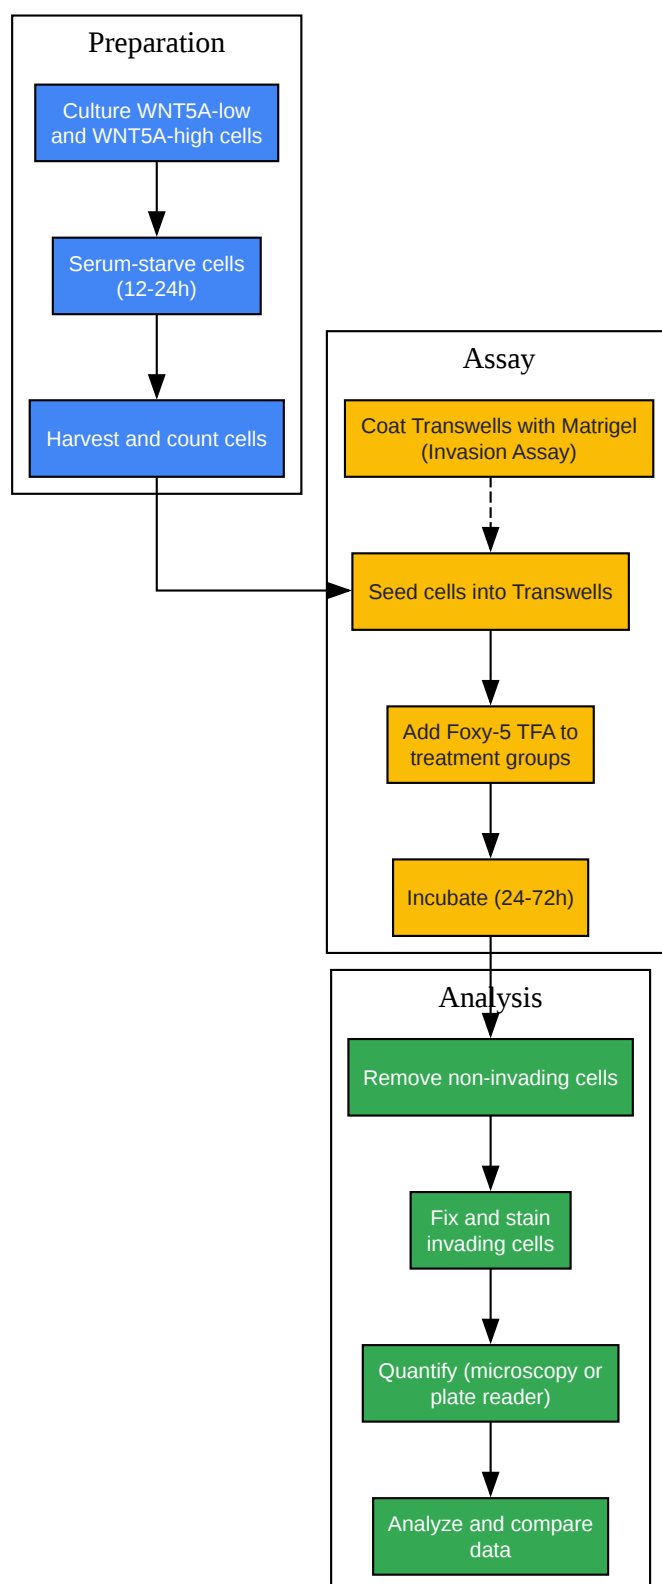 Preparation
Culture WNT5A-low
and WNT5A-high cells
Serum-starve cells
(12-24h)
Harvest and count cells
Assay
Coat Transwells with Matrigel
(Invasion Assay)
Seed cells into Transwells
Add Foxy-5 TFA to
treatment groups
Incubate (24-72h)
Analysis
Remove non-invading cells
Fix and stain
invading cells
Quantify (microscopy or
plate reader)
Analyze and compare
data